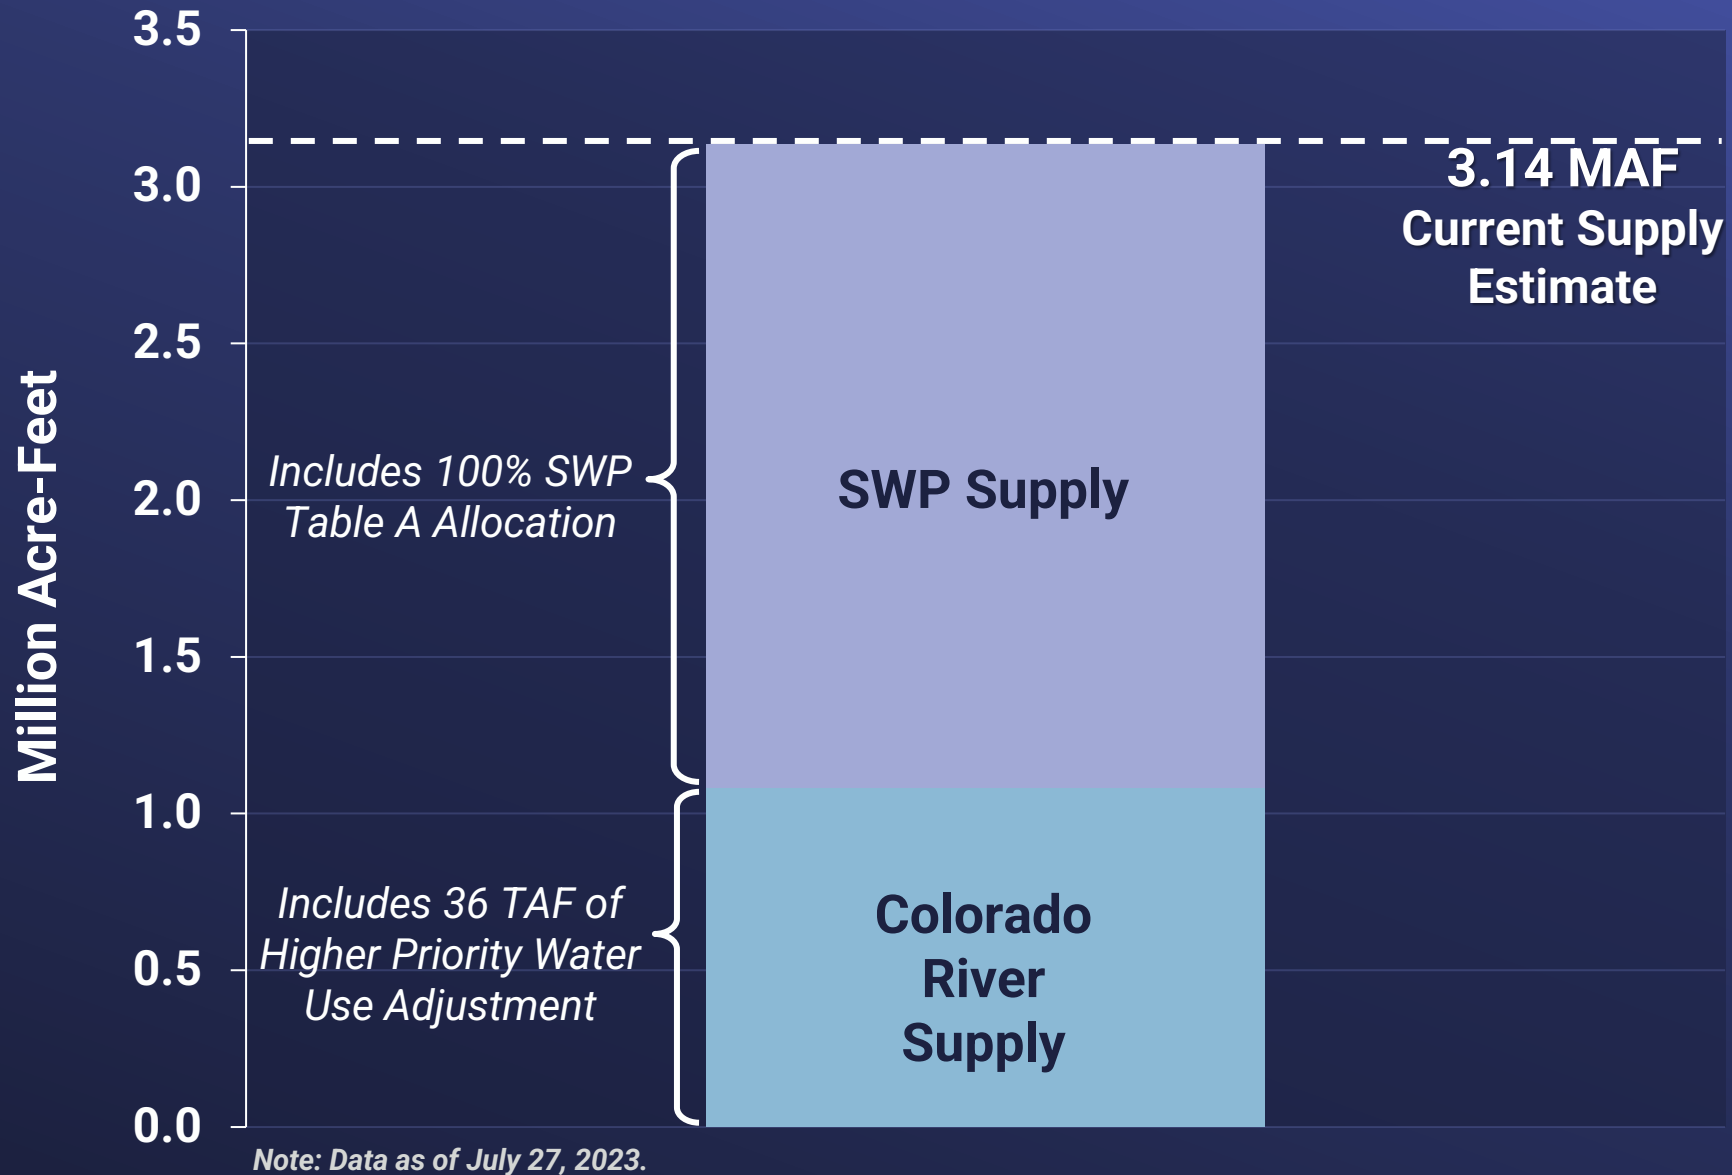 3.5
3.0
2.5
2.0
1.5
1.0
0.5
0.0
Million Acre-Feet
3.14 MAF
Current Supply
Estimate
Includes 100% SWP
Table A Allocation
SWP Supply
Includes 36 TAF of
Higher Priority Water
Use Adjustment
Colorado
River
Supply
Note: Data as of July 27, 2023.